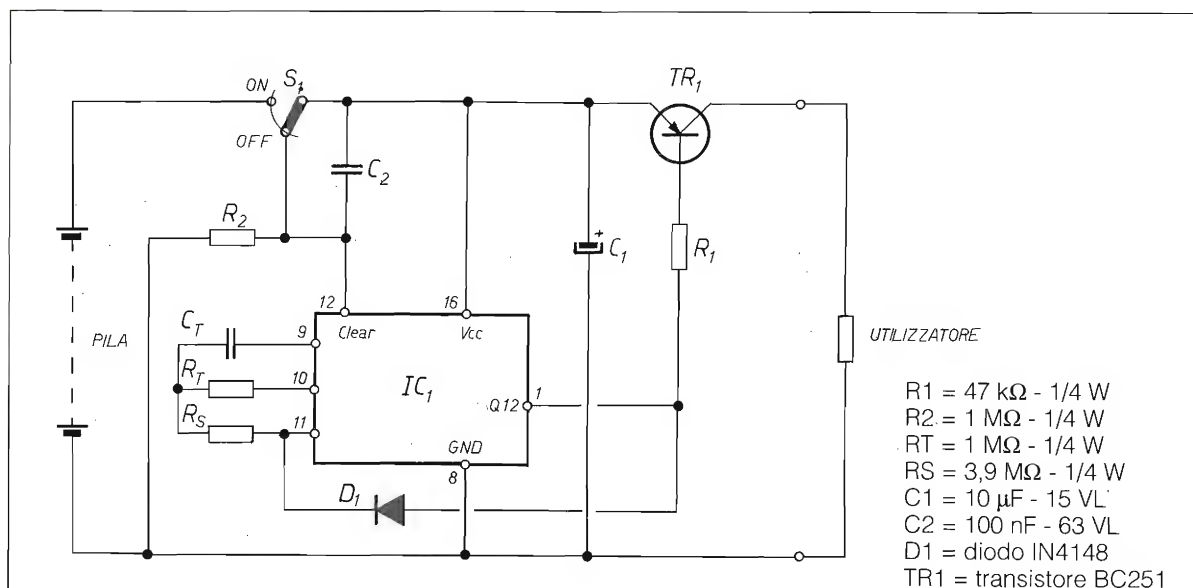 ON
S1
OFF
TR1
C2
R2
C1
R1
12
16
CT
9
Clear
Vcc
PILA
UTILIZZATORE
RT
10
IC1
1
Q12
RS
11
GND
8
D1
R1 = 47 kΩ - 1/4 W
R2 = 1 MΩ - 1/4 W
RT = 1 MΩ - 1/4 W
RS = 3,9 MΩ - 1/4 W
C1 = 10 µF - 15 VL
C2 = 100 nF - 63 VL
D1 = diodo IN4148
TR1 = transistore BC251
+